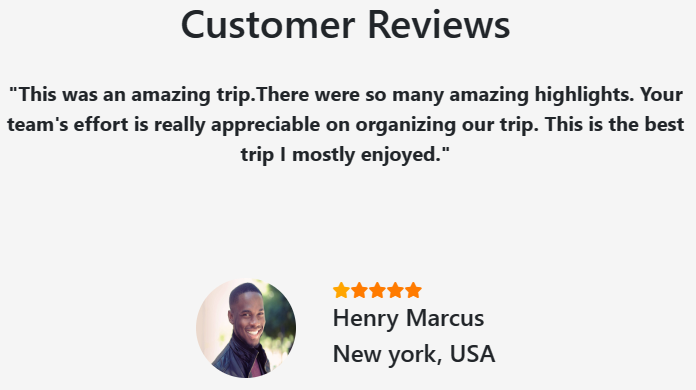 Customer Reviews
"This was an amazing trip.There were so many amazing highlights. Your
team's effort is really appreciable on organizing our trip. This is the best
trip I mostly enjoyed."
Henry Marcus
New york, USA